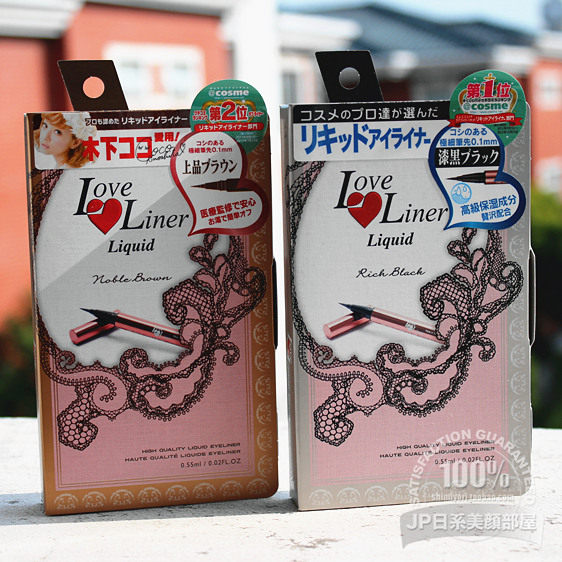 プロも認めた リキッドアイライナー
木下ココ
愛用!
@cosme
第2位
リキッドアイライナー部門
コシのある
極細筆先0.1mm
上品ブラウン
医療監修で安心
お湯で簡単オフ
Love
Liner
Liquid
Noble Brown
HIGH QUALITY LIQUID EYELINER
HAUTE QUALITÉ LIQUIDE EYELINER
0.55ml / 0.02FL.OZ
コスメのプロ達が選んだ
リキッドアイライナー
@cosme
第1位
コシのある
極細筆先0.1mm
漆黒ブラック
高級保湿成分
贅沢配合
Love
Liner
Liquid
Rich Black
HIGH QUALITY LIQUID EYELINER
HAUTE QUALITÉ LIQUIDE EYELINER
0.55ml / 0.02FL.OZ
SATISFACTION GUARANTEE
100%
JP日系美顔部屋